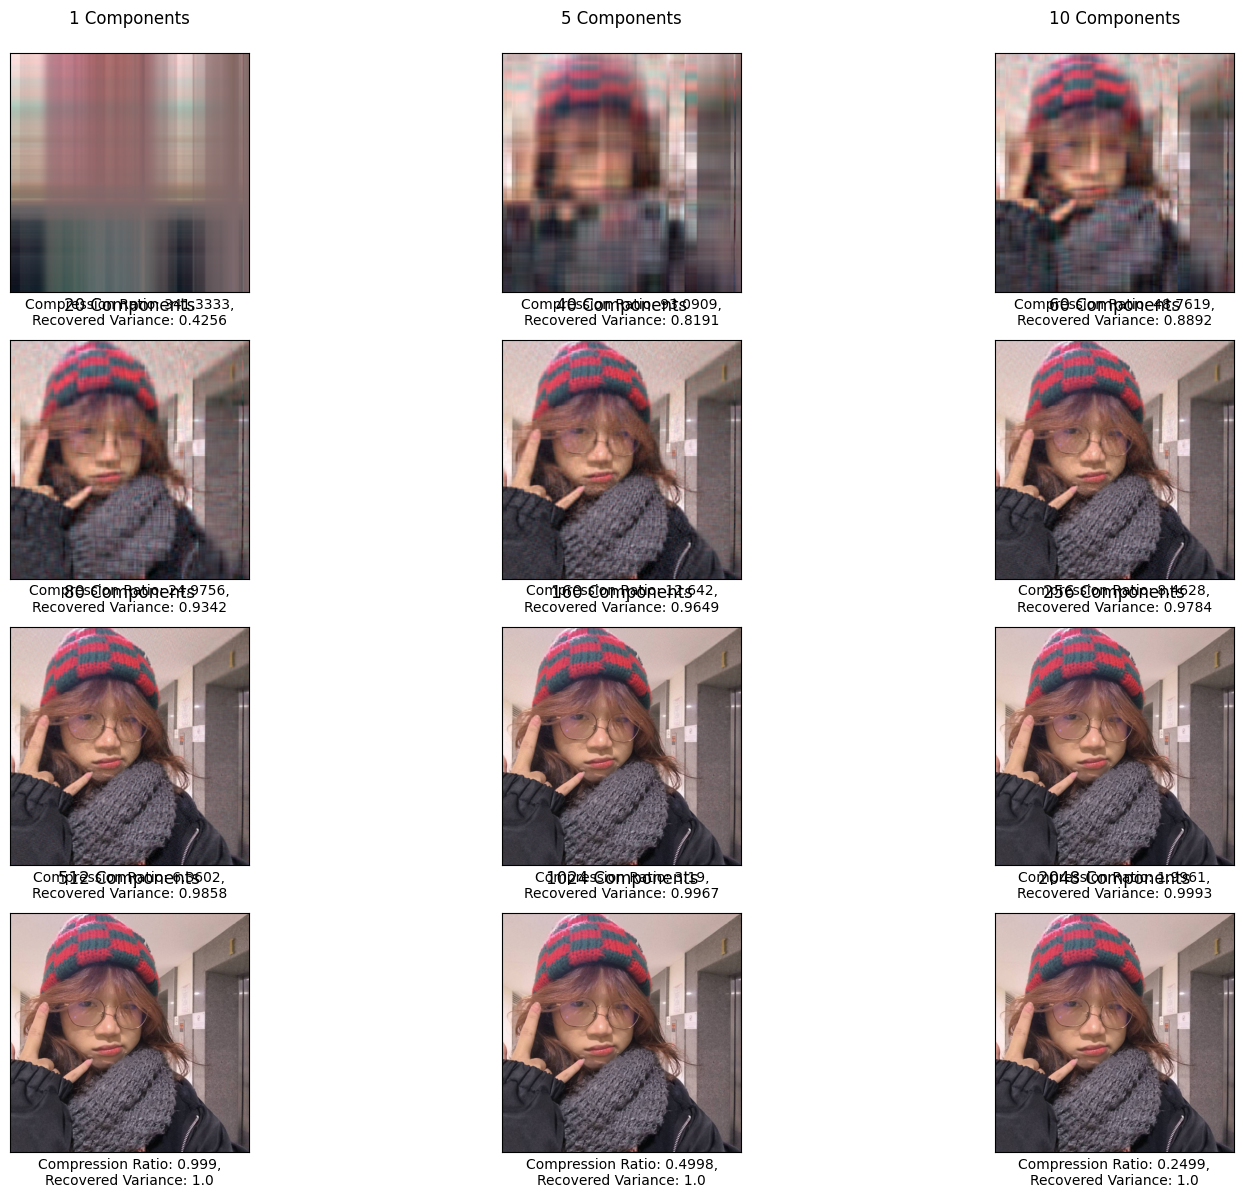 1 Components
5 Components
10 Components
Compression Ratio: 341.3333,
Recovered Variance: 0.4256
Compression Ratio: 93.0909,
Recovered Variance: 0.8191
Compression Ratio: 48.7619,
Recovered Variance: 0.8892
20 Components
40 Components
60 Components
Compression Ratio: 24.9756,
Recovered Variance: 0.9342
Compression Ratio: 12.642,
Recovered Variance: 0.9649
Compression Ratio: 8.4628,
Recovered Variance: 0.9784
80 Components
160 Components
256 Components
Compression Ratio: 6.3602,
Recovered Variance: 0.9858
Compression Ratio: 3.19,
Recovered Variance: 0.9967
Compression Ratio: 1.9961,
Recovered Variance: 0.9993
512 Components
1024 Components
2048 Components
Compression Ratio: 0.999,
Recovered Variance: 1.0
Compression Ratio: 0.4998,
Recovered Variance: 1.0
Compression Ratio: 0.2499,
Recovered Variance: 1.0